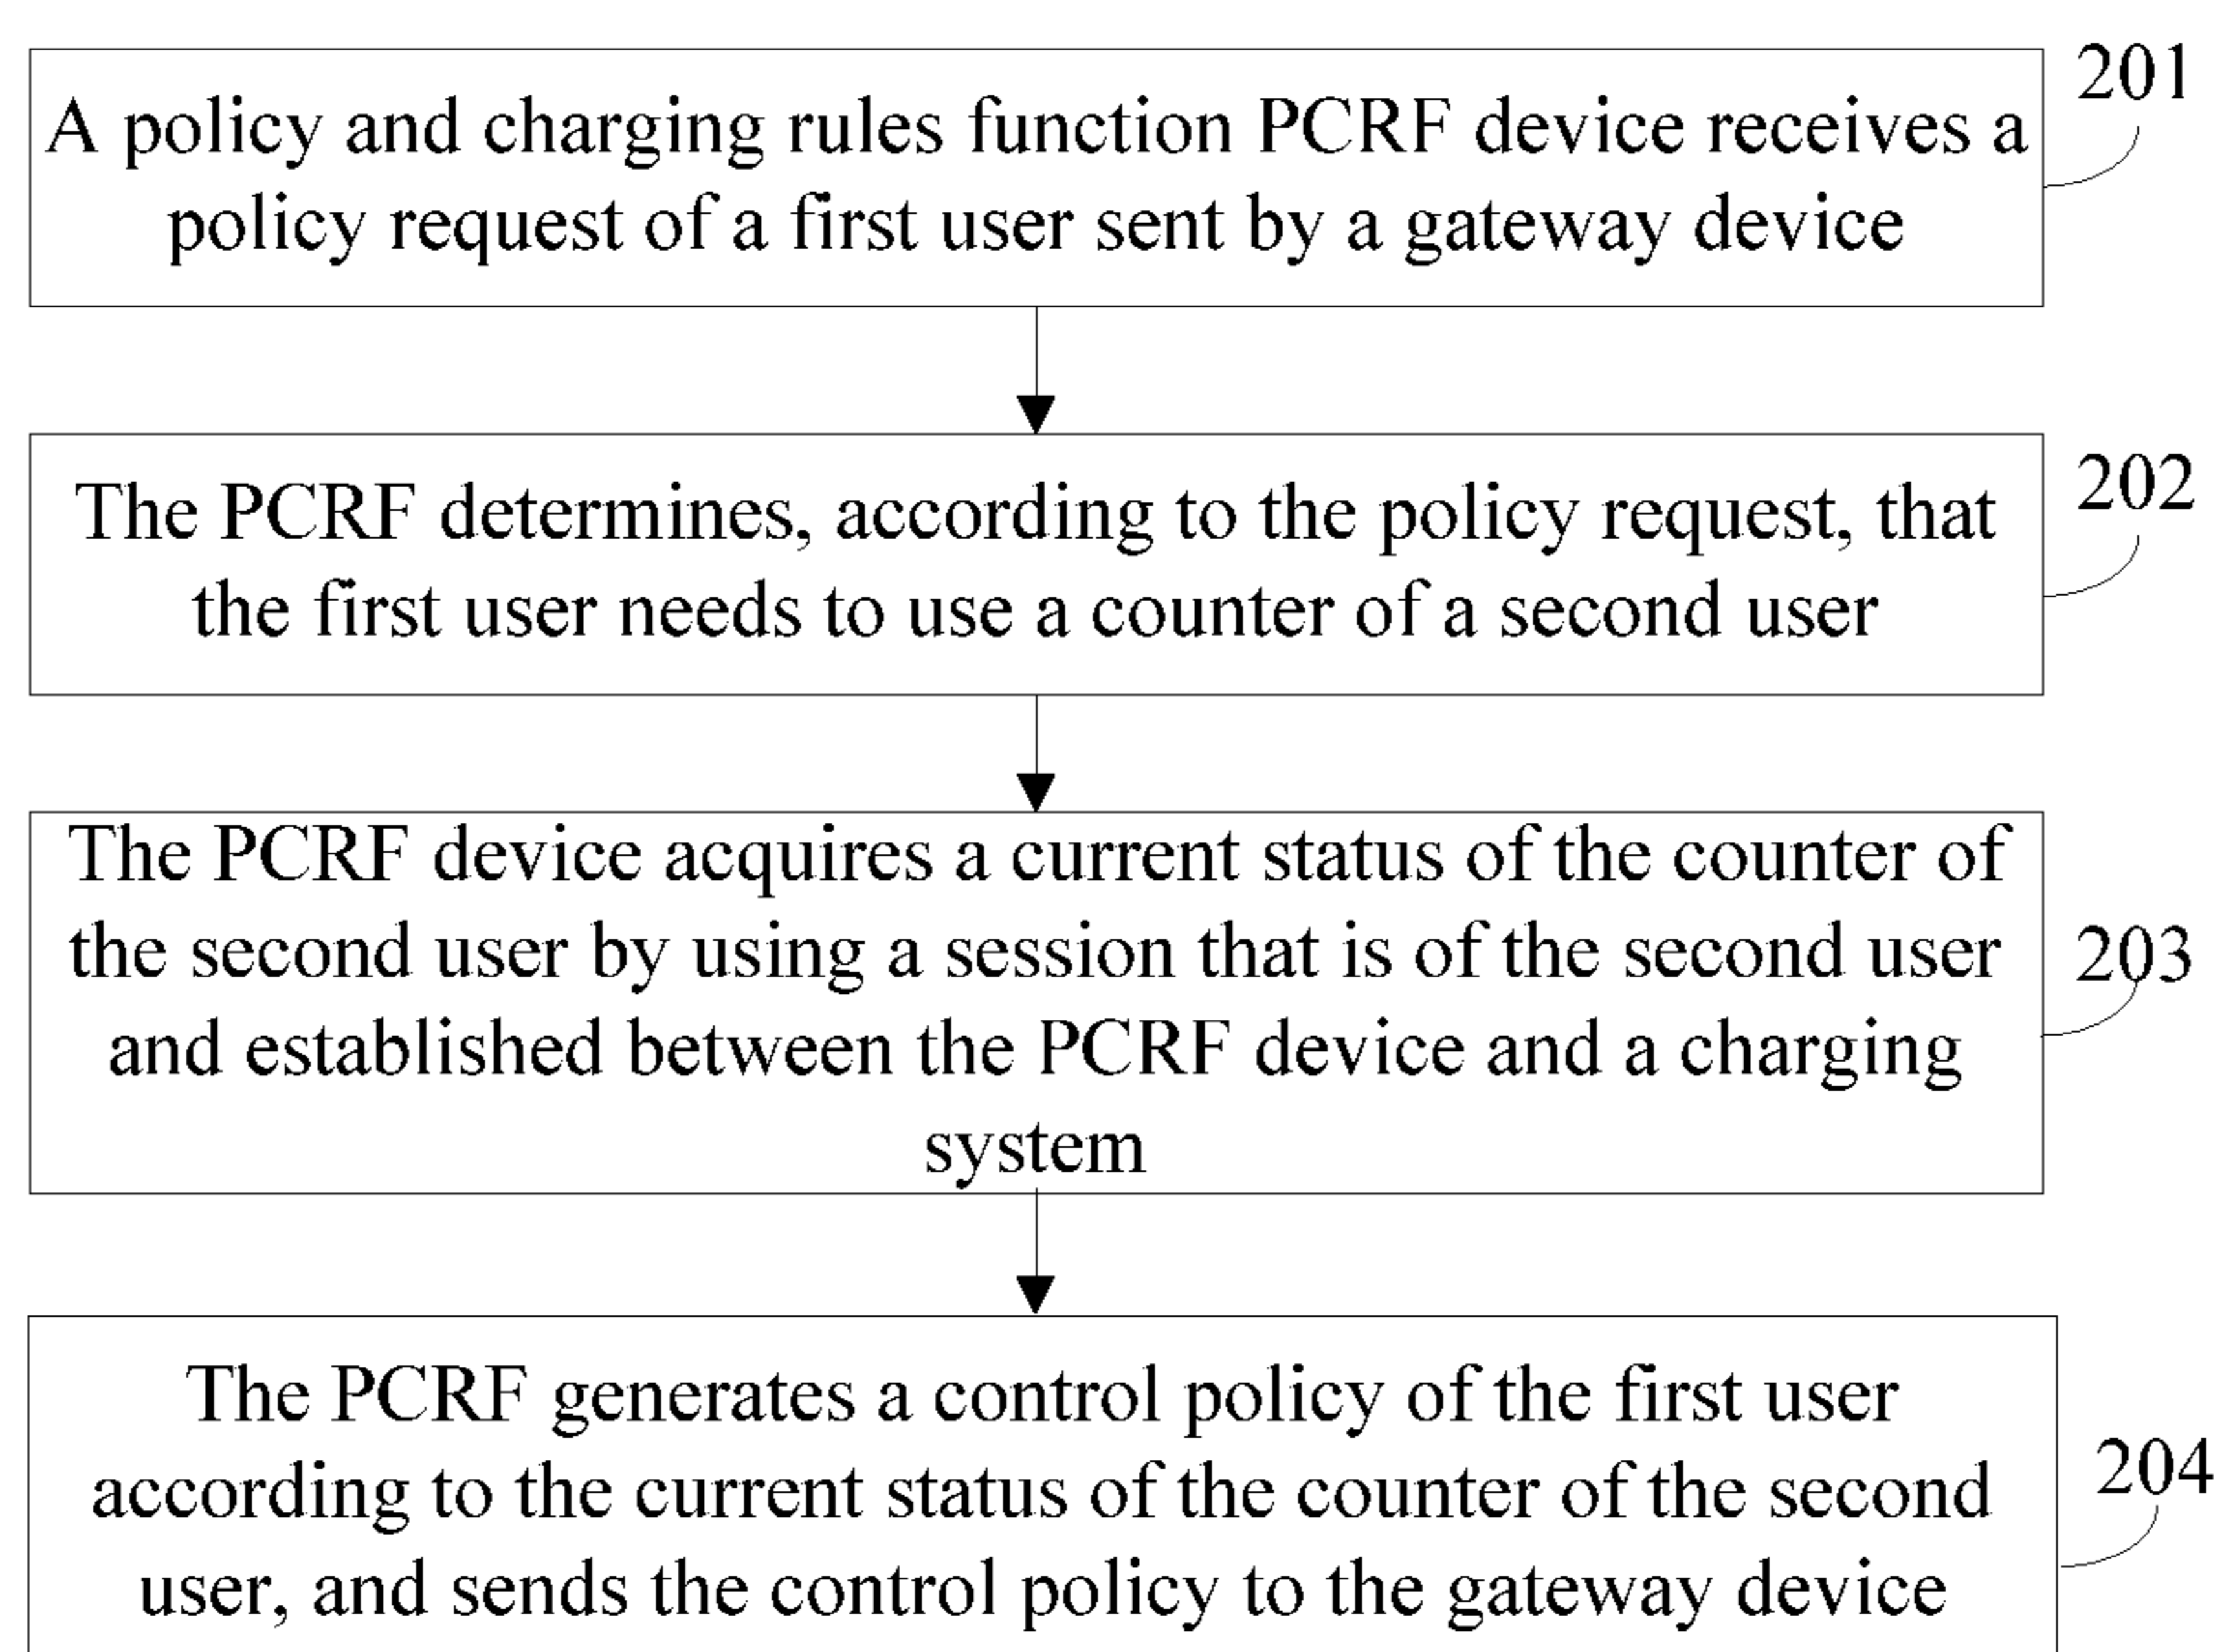 A policy and charging rules function PCRF device receives a
policy request of a first user sent by a gateway device
201
The PCRF determines, according to the policy request, that
the first user needs to use a counter of a second user
202
The PCRF device acquires a current status of the counter of
the second user by using a session that is of the second user
and established between the PCRF device and a charging
system
203
The PCRF generates a control policy of the first user
according to the current status of the counter of the second
user, and sends the control policy to the gateway device
204